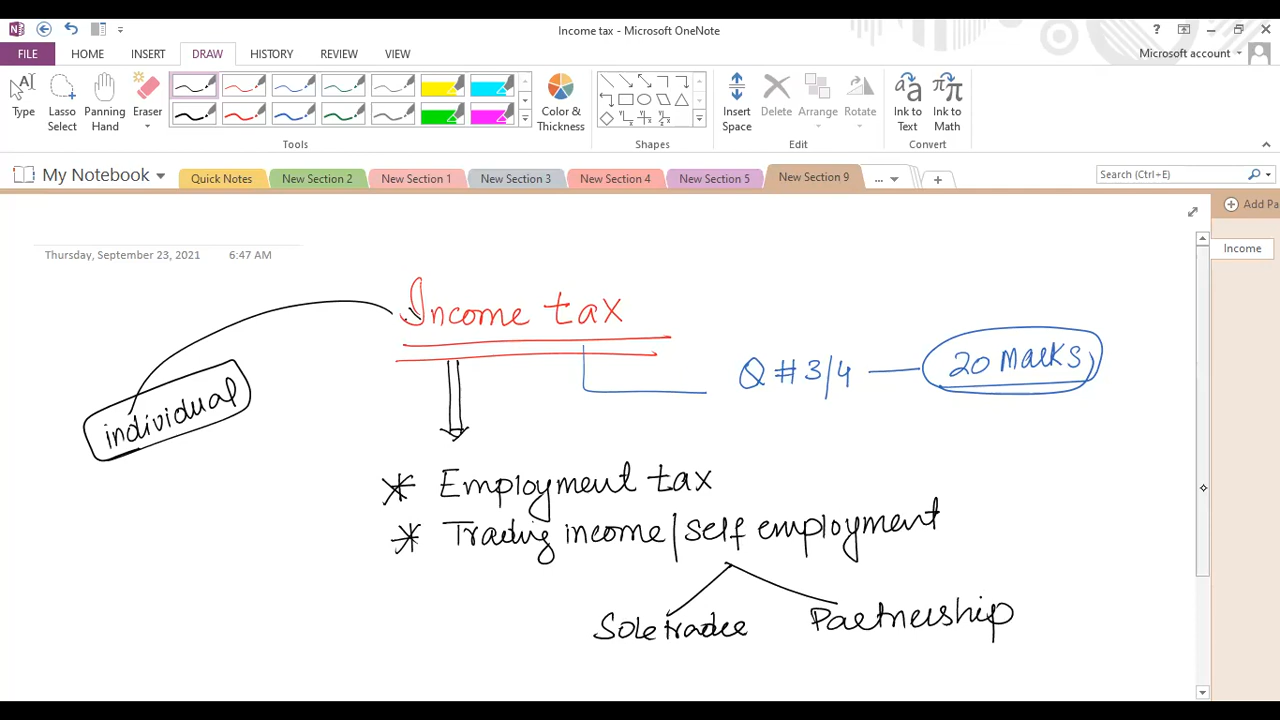 Income tax - Microsoft OneNote
FILE HOME INSERT DRAW HISTORY REVIEW VIEW
Microsoft account
Type
Lasso Select
Panning Hand
Eraser
Color & Thickness
Insert Space
Delete
Arrange
Rotate
Ink to Text
Ink to Math
Tools
Shapes
Edit
Convert
My Notebook
Quick Notes
New Section 2
New Section 1
New Section 3
New Section 4
New Section 5
New Section 9
...
Search (Ctrl+E)
Add Pa
Income
Thursday, September 23, 2021 6:47 AM
Income tax
individual
Q # 3/4 — 20 Marks
* Employment tax
* Trading income/Self employment
Sole trader
Partnership